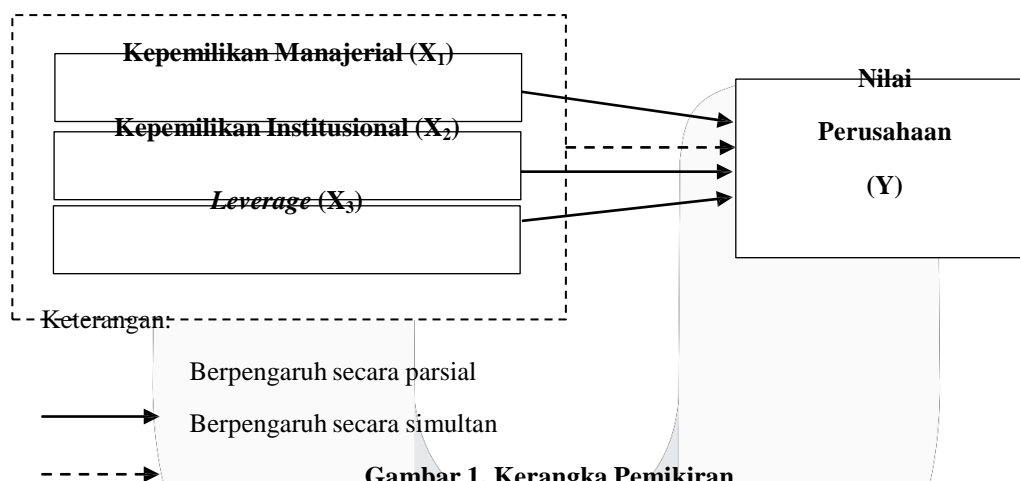 Kepemilikan Manajerial (X₁)
Kepemilikan Institusional (X₂)
Leverage (X₃)
Nilai
Perusahaan
(Y)
Keterangan:
Berpengaruh secara parsial
Berpengaruh secara simultan
Gambar 1. Kerangka Pemikiran